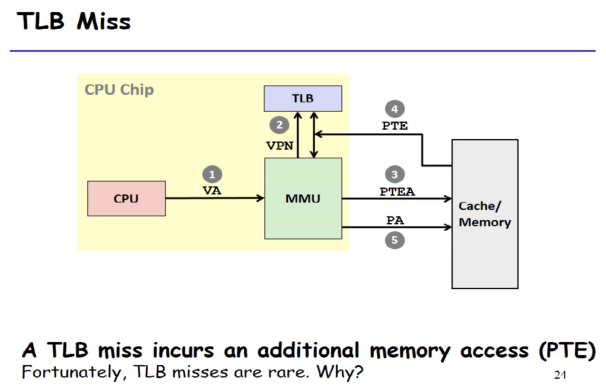 TLB Miss
CPU Chip
TLB
2
VPN
4
PTE
1
VA
CPU
MMU
3
PTEA
PA
5
Cache/
Memory
A TLB miss incurs an additional memory access (PTE)
Fortunately, TLB misses are rare. Why?
24